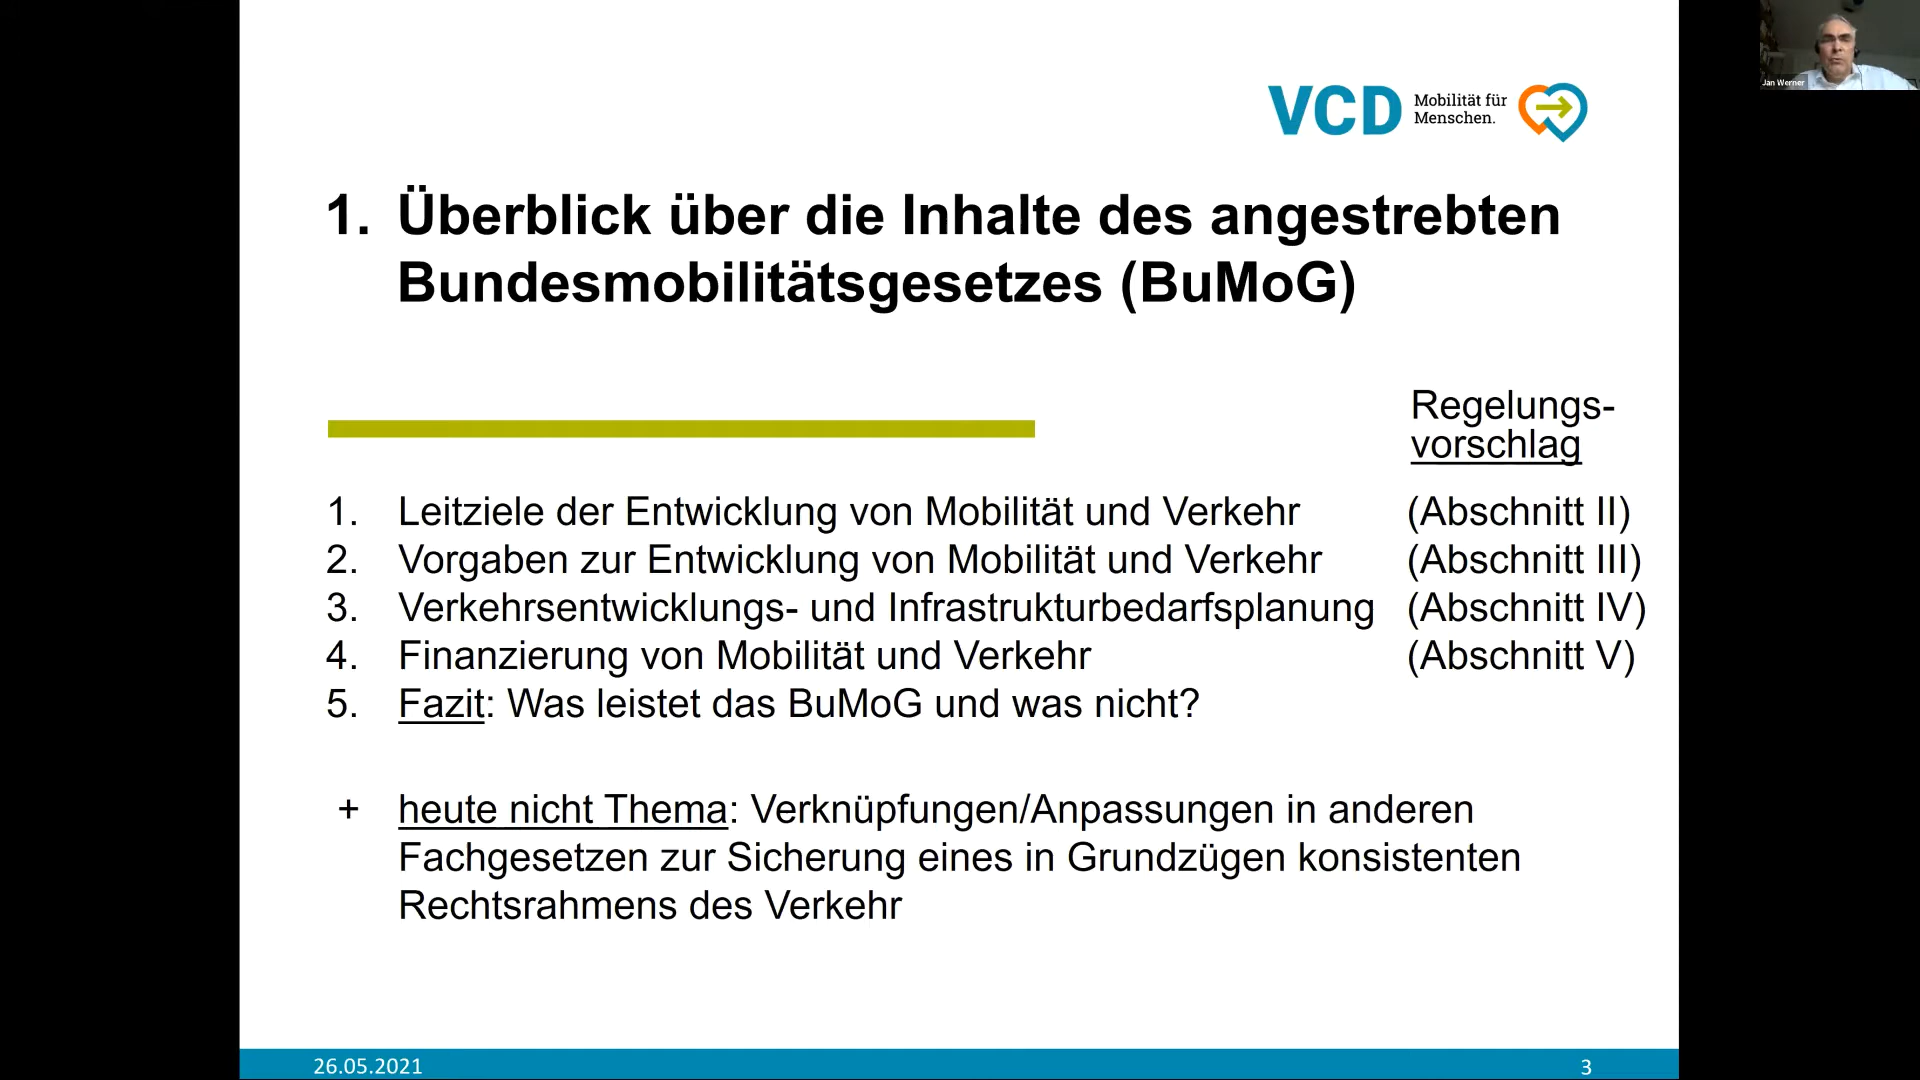 Jan Werner
VCD Mobilität für
Menschen.
1. Überblick über die Inhalte des angestrebten
Bundesmobilitätsgesetzes (BuMoG)
Regelungs-
vorschlag
1. Leitziele der Entwicklung von Mobilität und Verkehr (Abschnitt II)
2. Vorgaben zur Entwicklung von Mobilität und Verkehr (Abschnitt III)
3. Verkehrsentwicklungs- und Infrastrukturbedarfsplanung (Abschnitt IV)
4. Finanzierung von Mobilität und Verkehr (Abschnitt V)
5. Fazit: Was leistet das BuMoG und was nicht?
+ heute nicht Thema: Verknüpfungen/Anpassungen in anderen
Fachgesetzen zur Sicherung eines in Grundzügen konsistenten
Rechtsrahmens des Verkehr
26.05.2021 3